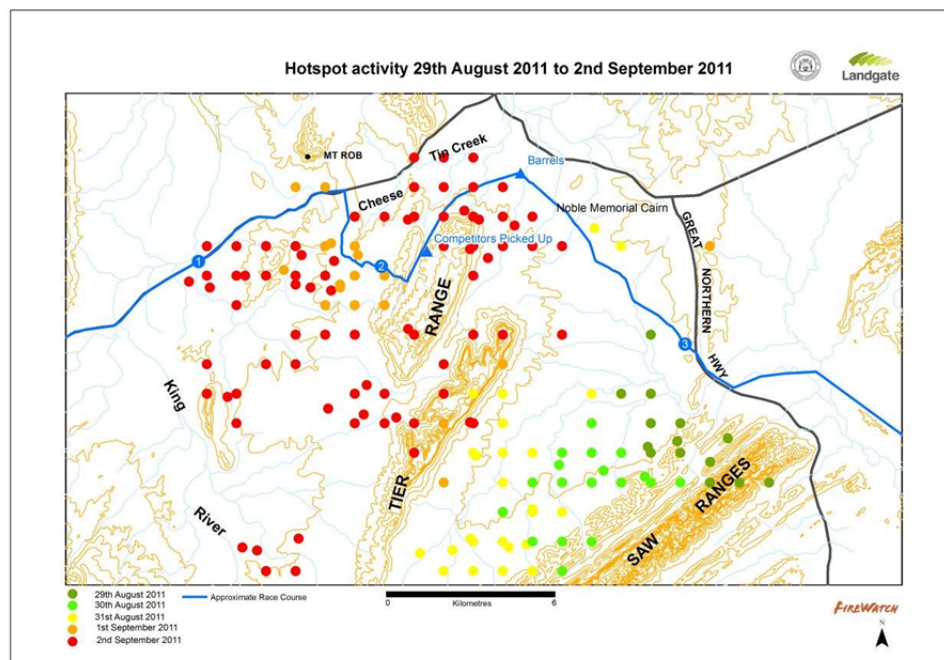 Hotspot activity 29th August 2011 to 2nd September 2011
Landgate
MT ROB
Tin Creek
Cheese
Barrels
Noble Memorial Cairn
Competitors Picked Up
GREAT
NORTHERN
HWY
1
2
3
RANGE
King
TIER
RANGES
SAW
River
29th August 2011
30th August 2011
31st August 2011
1st September 2011
2nd September 2011
Approximate Race Course
0
6
Kilometres
FIREWATCH
N